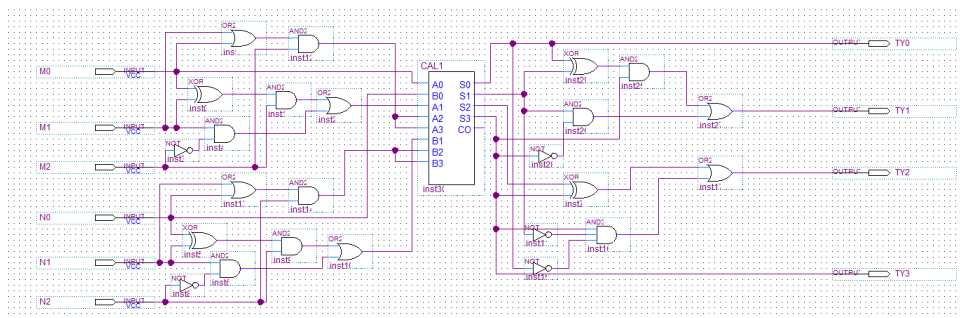 OR2
AND2
inst1
OUTPUT
TY0
M0
INPUT
VCC
CAL1
XOR
AND2
XOR
AND2
OR2
A0 S0
B0 S1
A1 S2
A2 S3
A3 CO
B1
B2
B3
inst30
OR2
OUTPUT
TY1
M1
INPUT
VCC
AND2
AND2
NOT
NOT
M2
INPUT
VCC
OR2
OUTPUT
TY2
OR2
AND2
XOR
N0
INPUT
VCC
XOR
AND2
OR2
NOT
AND3
N1
INPUT
VCC
AND2
NOT
NOT
OUTPUT
TY3
N2
INPUT
VCC